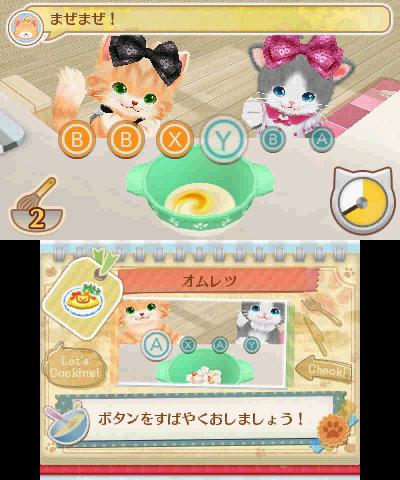 まぜまぜ！
B B X Y B A
2
オムレツ
A X A Y
Let's
Cooking!
Check!
ボタンをすばやくおしましょう！